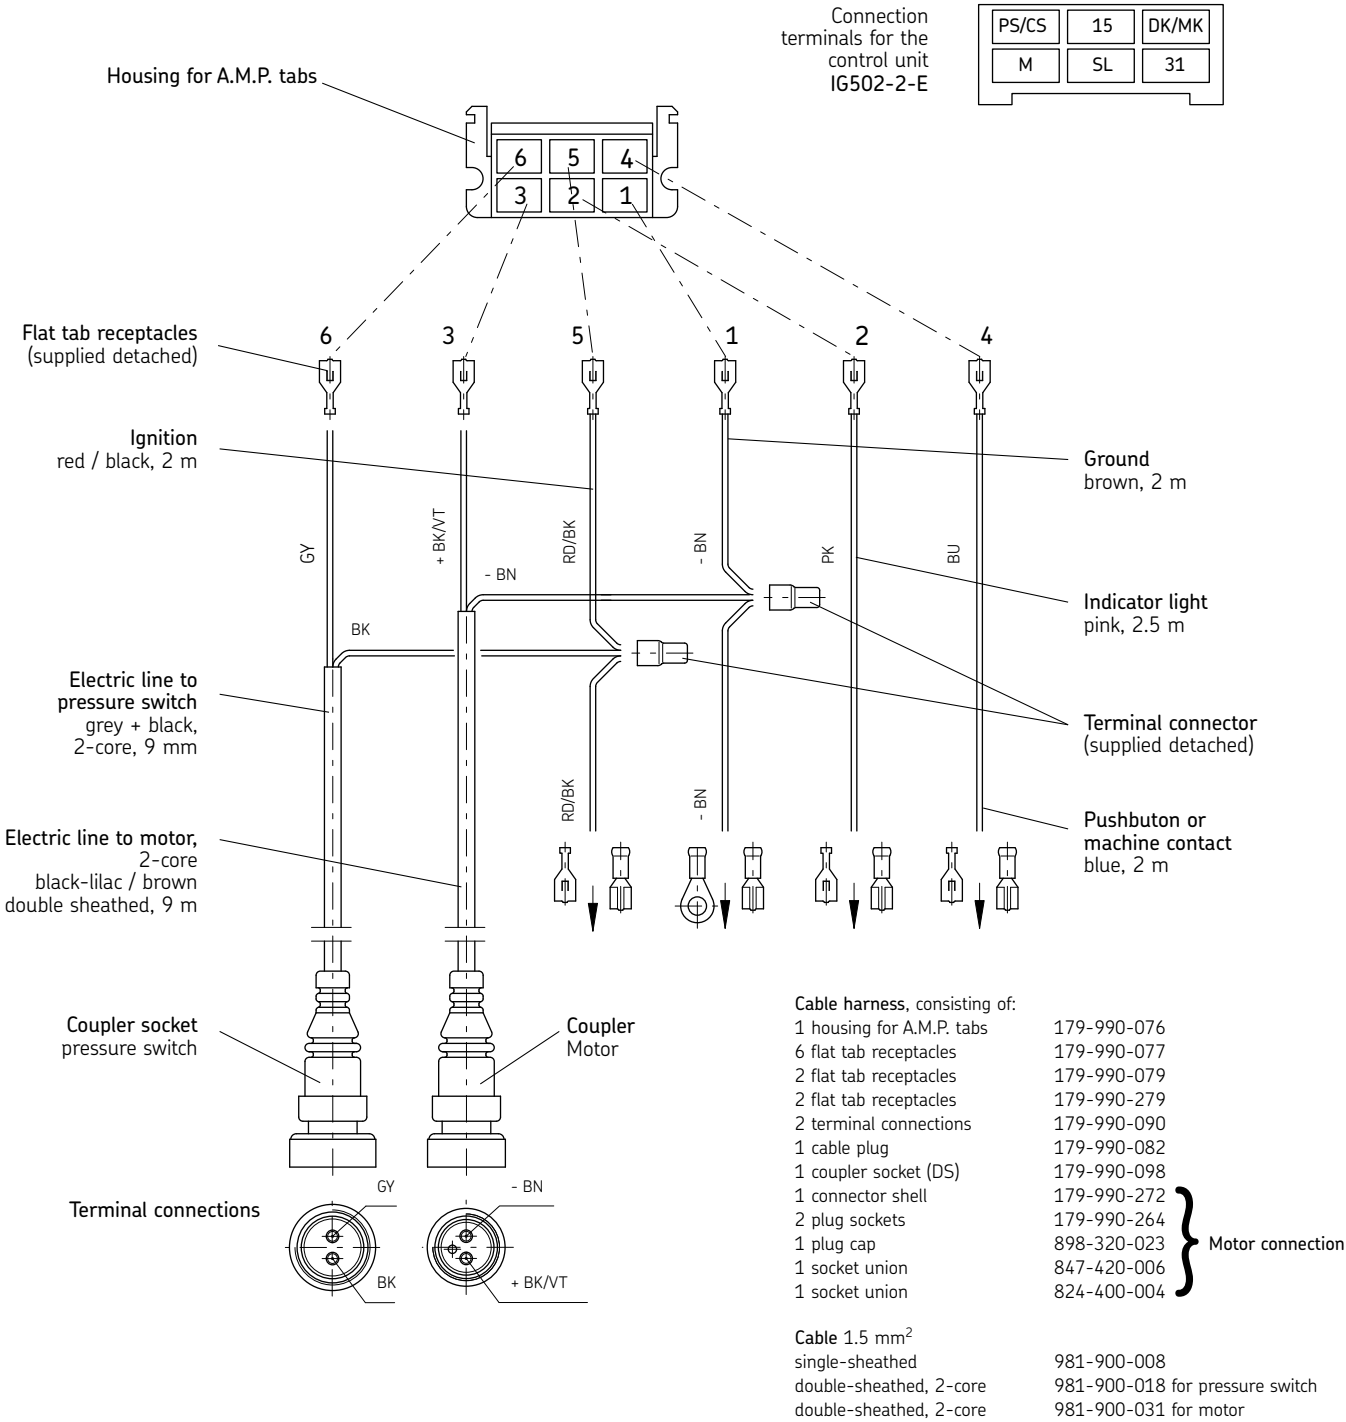 Connection
terminals for the
control unit
IG502-2-E
PS/CS 15 DK/MK
M SL 31
Housing for A.M.P. tabs
6 5 4
3 2 1
Flat tab receptacles
(supplied detached)
6 3 5 1 2 4
Ignition
red / black, 2 m
Ground
brown, 2 m
GY
+ BK/VT
RD/BK
- BN
PK
BU
- BN
BK
Indicator light
pink, 2.5 m
Electric line to
pressure switch
grey + black,
2-core, 9 mm
Terminal connector
(supplied detached)
RD/BK
- BN
Electric line to motor,
2-core
black-lilac / brown
double sheathed, 9 m
Pushbuton or
machine contact
blue, 2 m
Coupler socket
pressure switch
Coupler
Motor
Terminal connections
GY
BK
- BN
+ BK/VT
Cable harness, consisting of:
1 housing for A.M.P. tabs 179-990-076
6 flat tab receptacles 179-990-077
2 flat tab receptacles 179-990-079
2 flat tab receptacles 179-990-279
2 terminal connections 179-990-090
1 cable plug 179-990-082
1 coupler socket (DS) 179-990-098
1 connector shell 179-990-272
2 plug sockets 179-990-264
1 plug cap 898-320-023
1 socket union 847-420-006
1 socket union 824-400-004
Motor connection
Cable 1.5 mm²
single-sheathed 981-900-008
double-sheathed, 2-core 981-900-018 for pressure switch
double-sheathed, 2-core 981-900-031 for motor